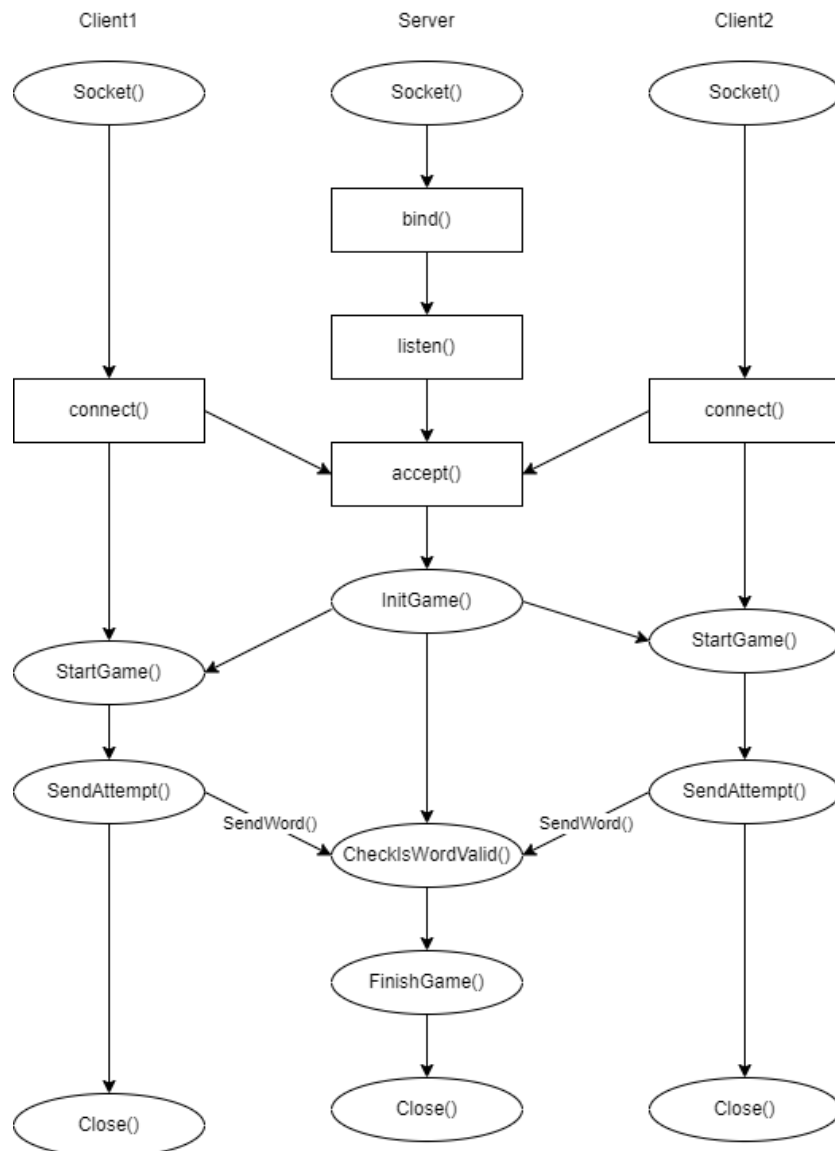 Client1
Server
Client2
Socket()
Socket()
Socket()
bind()
listen()
connect()
connect()
accept()
InitGame()
StartGame()
StartGame()
SendAttempt()
SendAttempt()
SendWord()
SendWord()
CheckIsWordValid()
FinishGame()
Close()
Close()
Close()